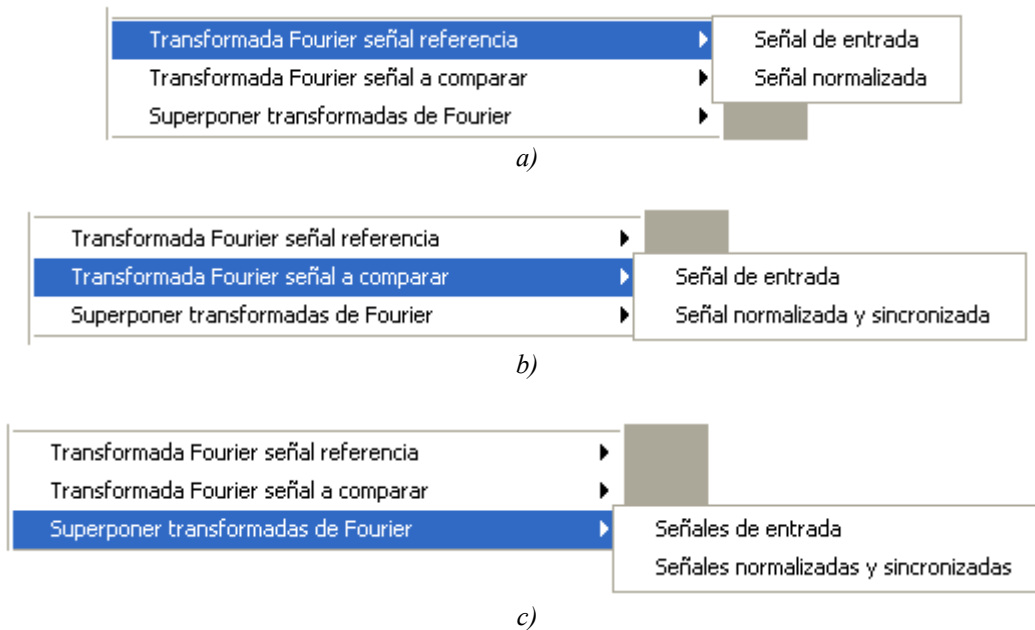 Transformada Fourier señal referencia
Señal de entrada
Transformada Fourier señal a comparar
Señal normalizada
Superponer transformadas de Fourier
a)
Transformada Fourier señal referencia
Transformada Fourier señal a comparar
Señal de entrada
Superponer transformadas de Fourier
Señal normalizada y sincronizada
b)
Transformada Fourier señal referencia
Transformada Fourier señal a comparar
Superponer transformadas de Fourier
Señales de entrada
Señales normalizadas y sincronizadas
c)